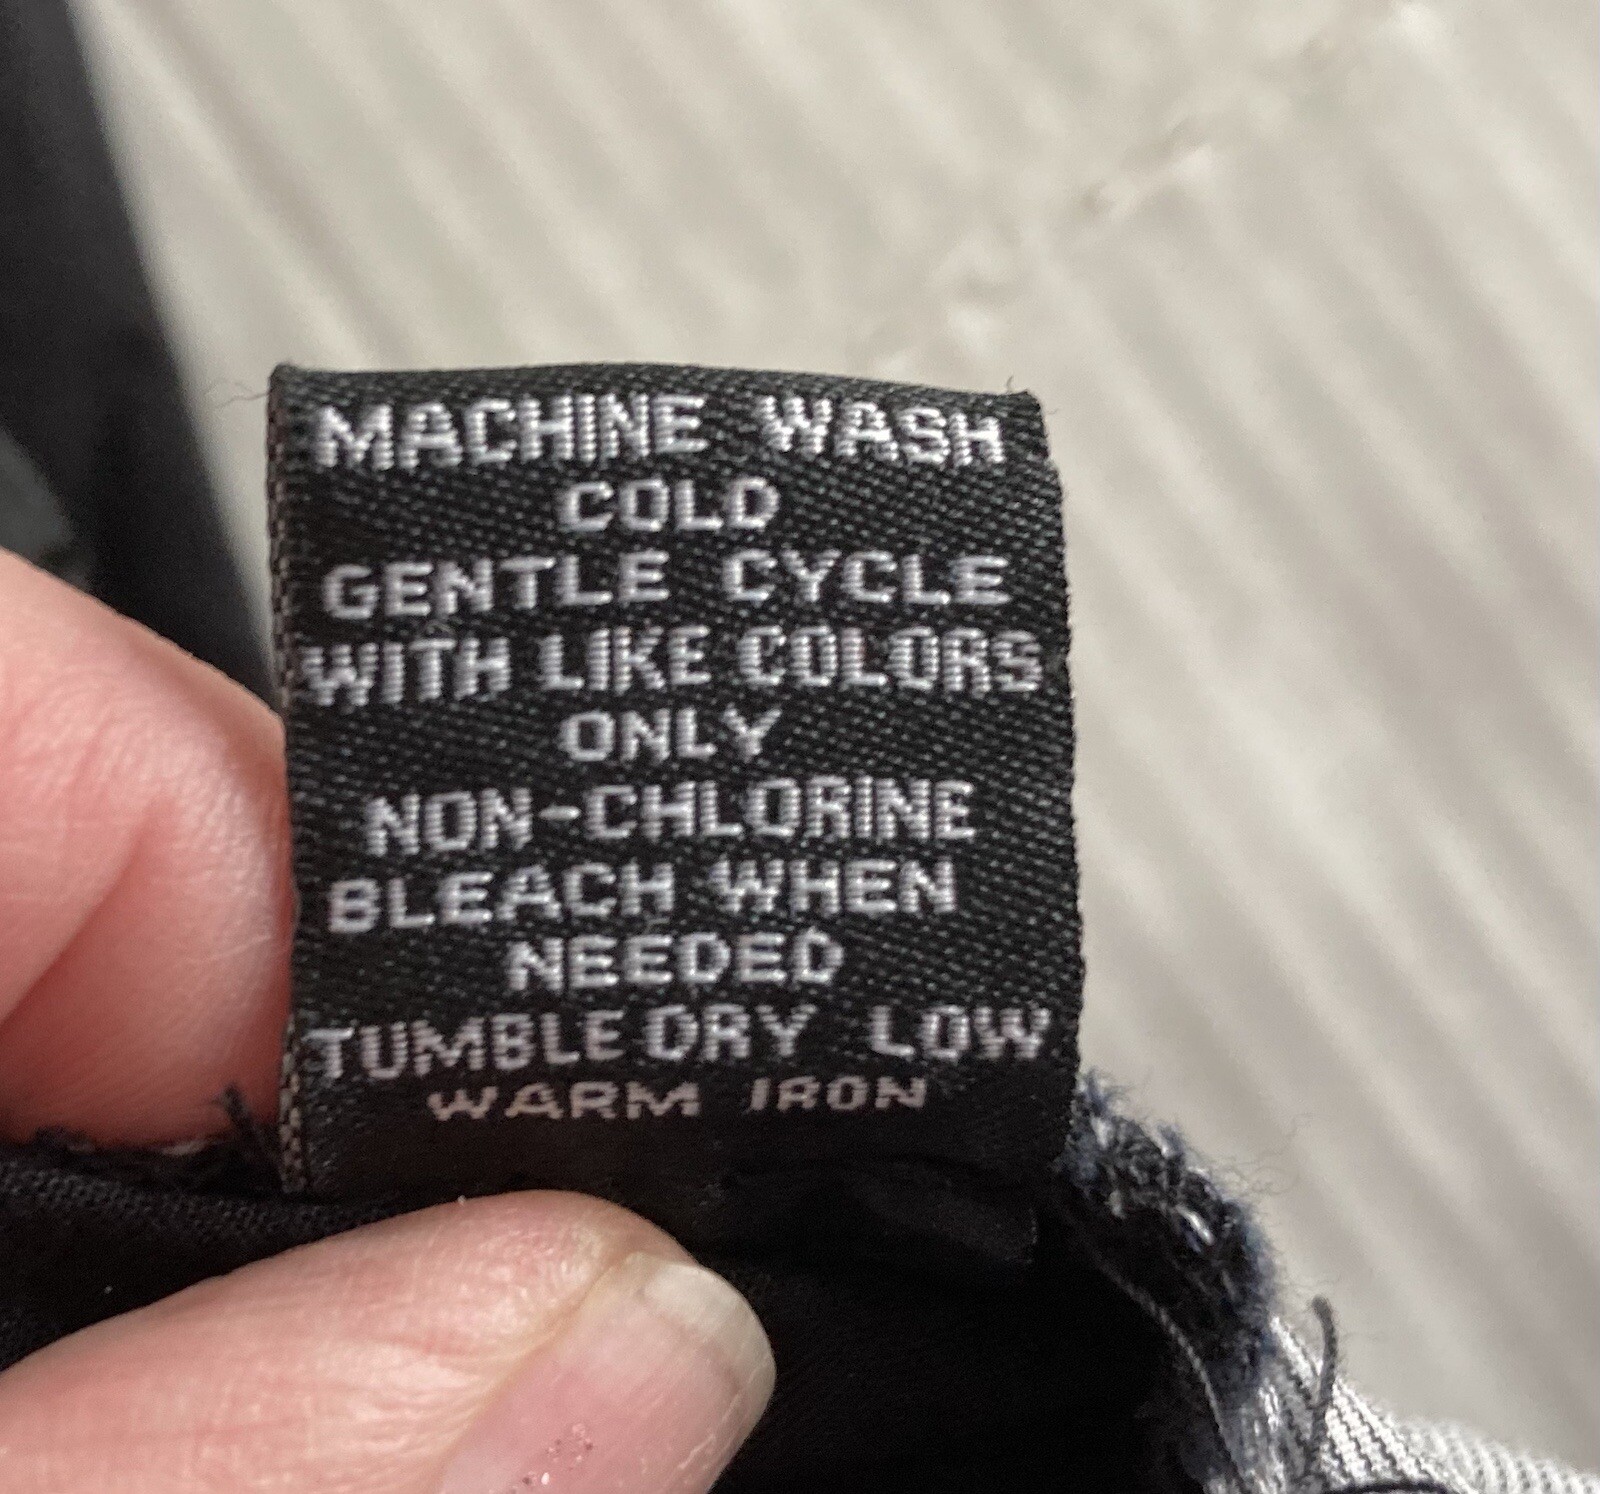 MACHINE WASH
COLD
GENTLE CYCLE
WITH LIKE COLORS
ONLY
NON-CHLORINE
BLEACH WHEN
NEEDED
TUMBLE DRY LOW
WARM IRON